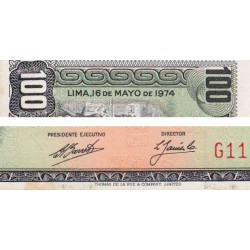 100 LIMA, 16 DE MAYO DE 1974 100
PRESIDENTE EJECUTIVO DIRECTOR
G11
THOMAS DE LA RUE & COMPANY, LIMITED